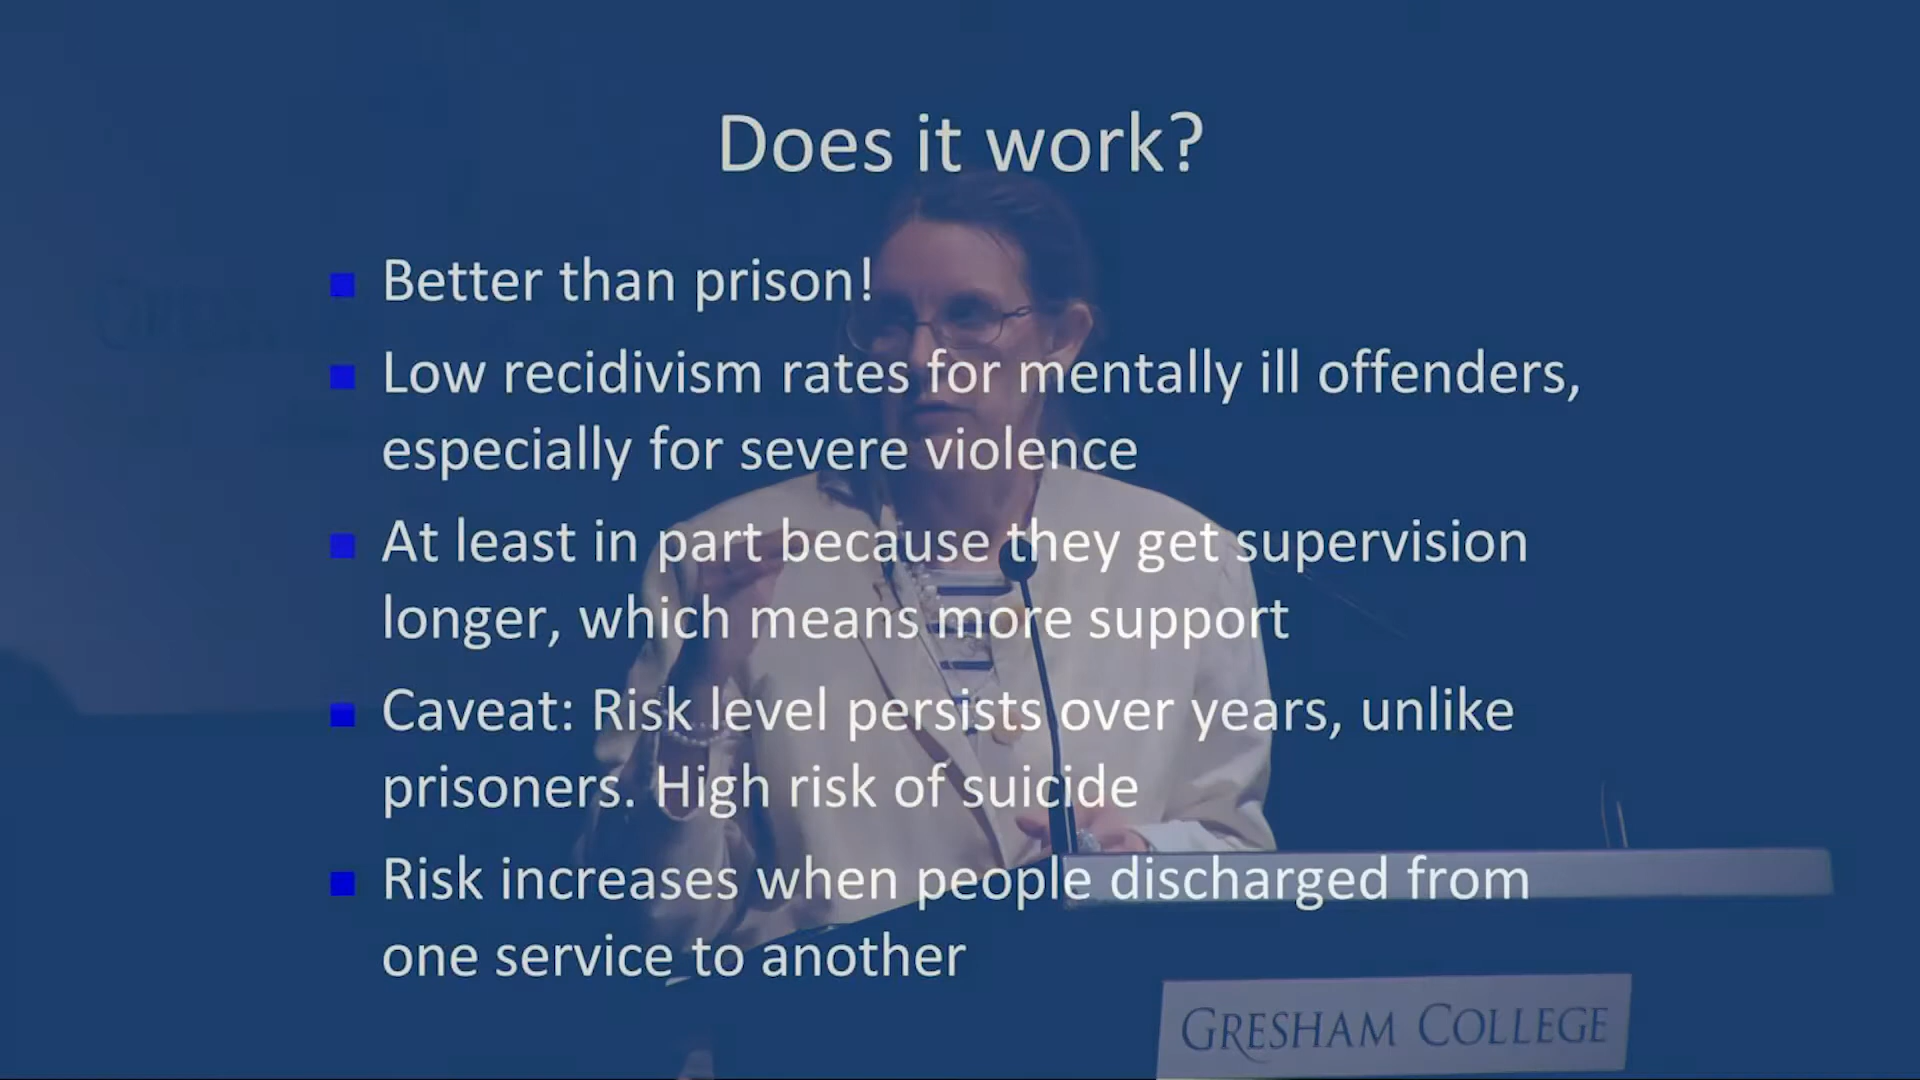 Does it work?
Better than prison!
Low recidivism rates for mentally ill offenders,
especially for severe violence
At least in part because they get supervision
longer, which means more support
Caveat: Risk level persists over years, unlike
prisoners. High risk of suicide
Risk increases when people discharged from
one service to another
GRESHAM COLLEGE